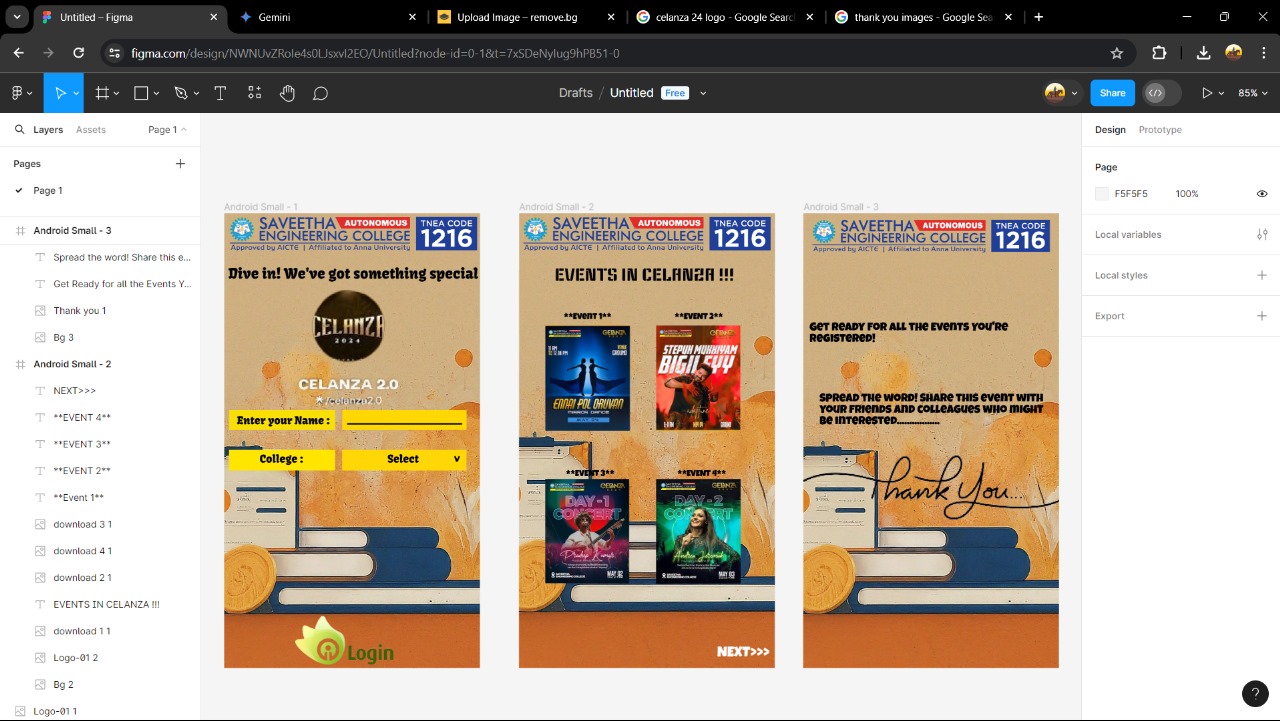 Untitled – Figma
Gemini
Upload Image – remove.bg
celanza 24 logo - Google Searc
thank you images - Google Sea
figma.com/design/NWNUvZRoIe4s0LJsxvI2EO/Untitled?node-id=0-1&t=7xSDeNyIug9hPB51-0
Drafts / Untitled Free
Share
85%
Layers Assets Page 1
Pages
Page 1
Android Small - 3
Spread the word! Share this e...
Get Ready for all the Events Y...
Thank you 1
Bg 3
Android Small - 2
NEXT>>>
**EVENT 4**
**EVENT 3**
**EVENT 2**
**Event 1**
download 3 1
download 4 1
download 2 1
EVENTS IN CELANZA !!!
download 1 1
Logo-01 2
Bg 2
Logo-01 1
Android Small - 1
SAVEETHA AUTONOMOUS
ENGINEERING COLLEGE
Approved by AICTE | Affiliated to Anna University
TNEA CODE
1216
Dive in! We've got something special
CELANZA
2024
CELANZA 2.0
/celanza2.0
Enter your Name :
College :
Select v
Login
Android Small - 2
SAVEETHA AUTONOMOUS
ENGINEERING COLLEGE
Approved by AICTE | Affiliated to Anna University
TNEA CODE
1216
EVENTS IN CELANZA !!!
**EVENT 1**
**EVENT 2**
ENNAI POL ORUVAN
STEPUH MUKHIYAM
BIGILEYY
**EVENT 3**
**EVENT 4**
DAY -1
CONCERT
MAY 02
DAY -2
CONCERT
MAY 03
NEXT>>>
Android Small - 3
SAVEETHA AUTONOMOUS
ENGINEERING COLLEGE
Approved by AICTE | Affiliated to Anna University
TNEA CODE
1216
GET READY FOR ALL THE EVENTS YOU'RE
REGISTERED!
SPREAD THE WORD! SHARE THIS EVENT WITH
YOUR FRIENDS AND COLLEAGUES WHO MIGHT
BE INTERESTED................
Thank You...
Design Prototype
Page
F5F5F5 100%
Local variables
Local styles
Export
?